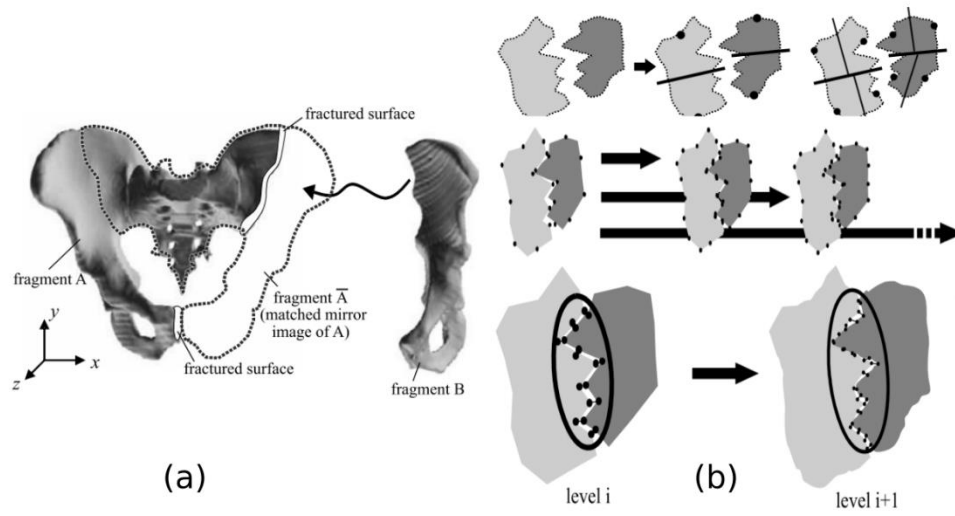 fractured surface
fragment A
fragment A̅
(matched mirror
image of A)
fractured surface
fragment B
y
x
z
(a)
level i
(b)
level i+1